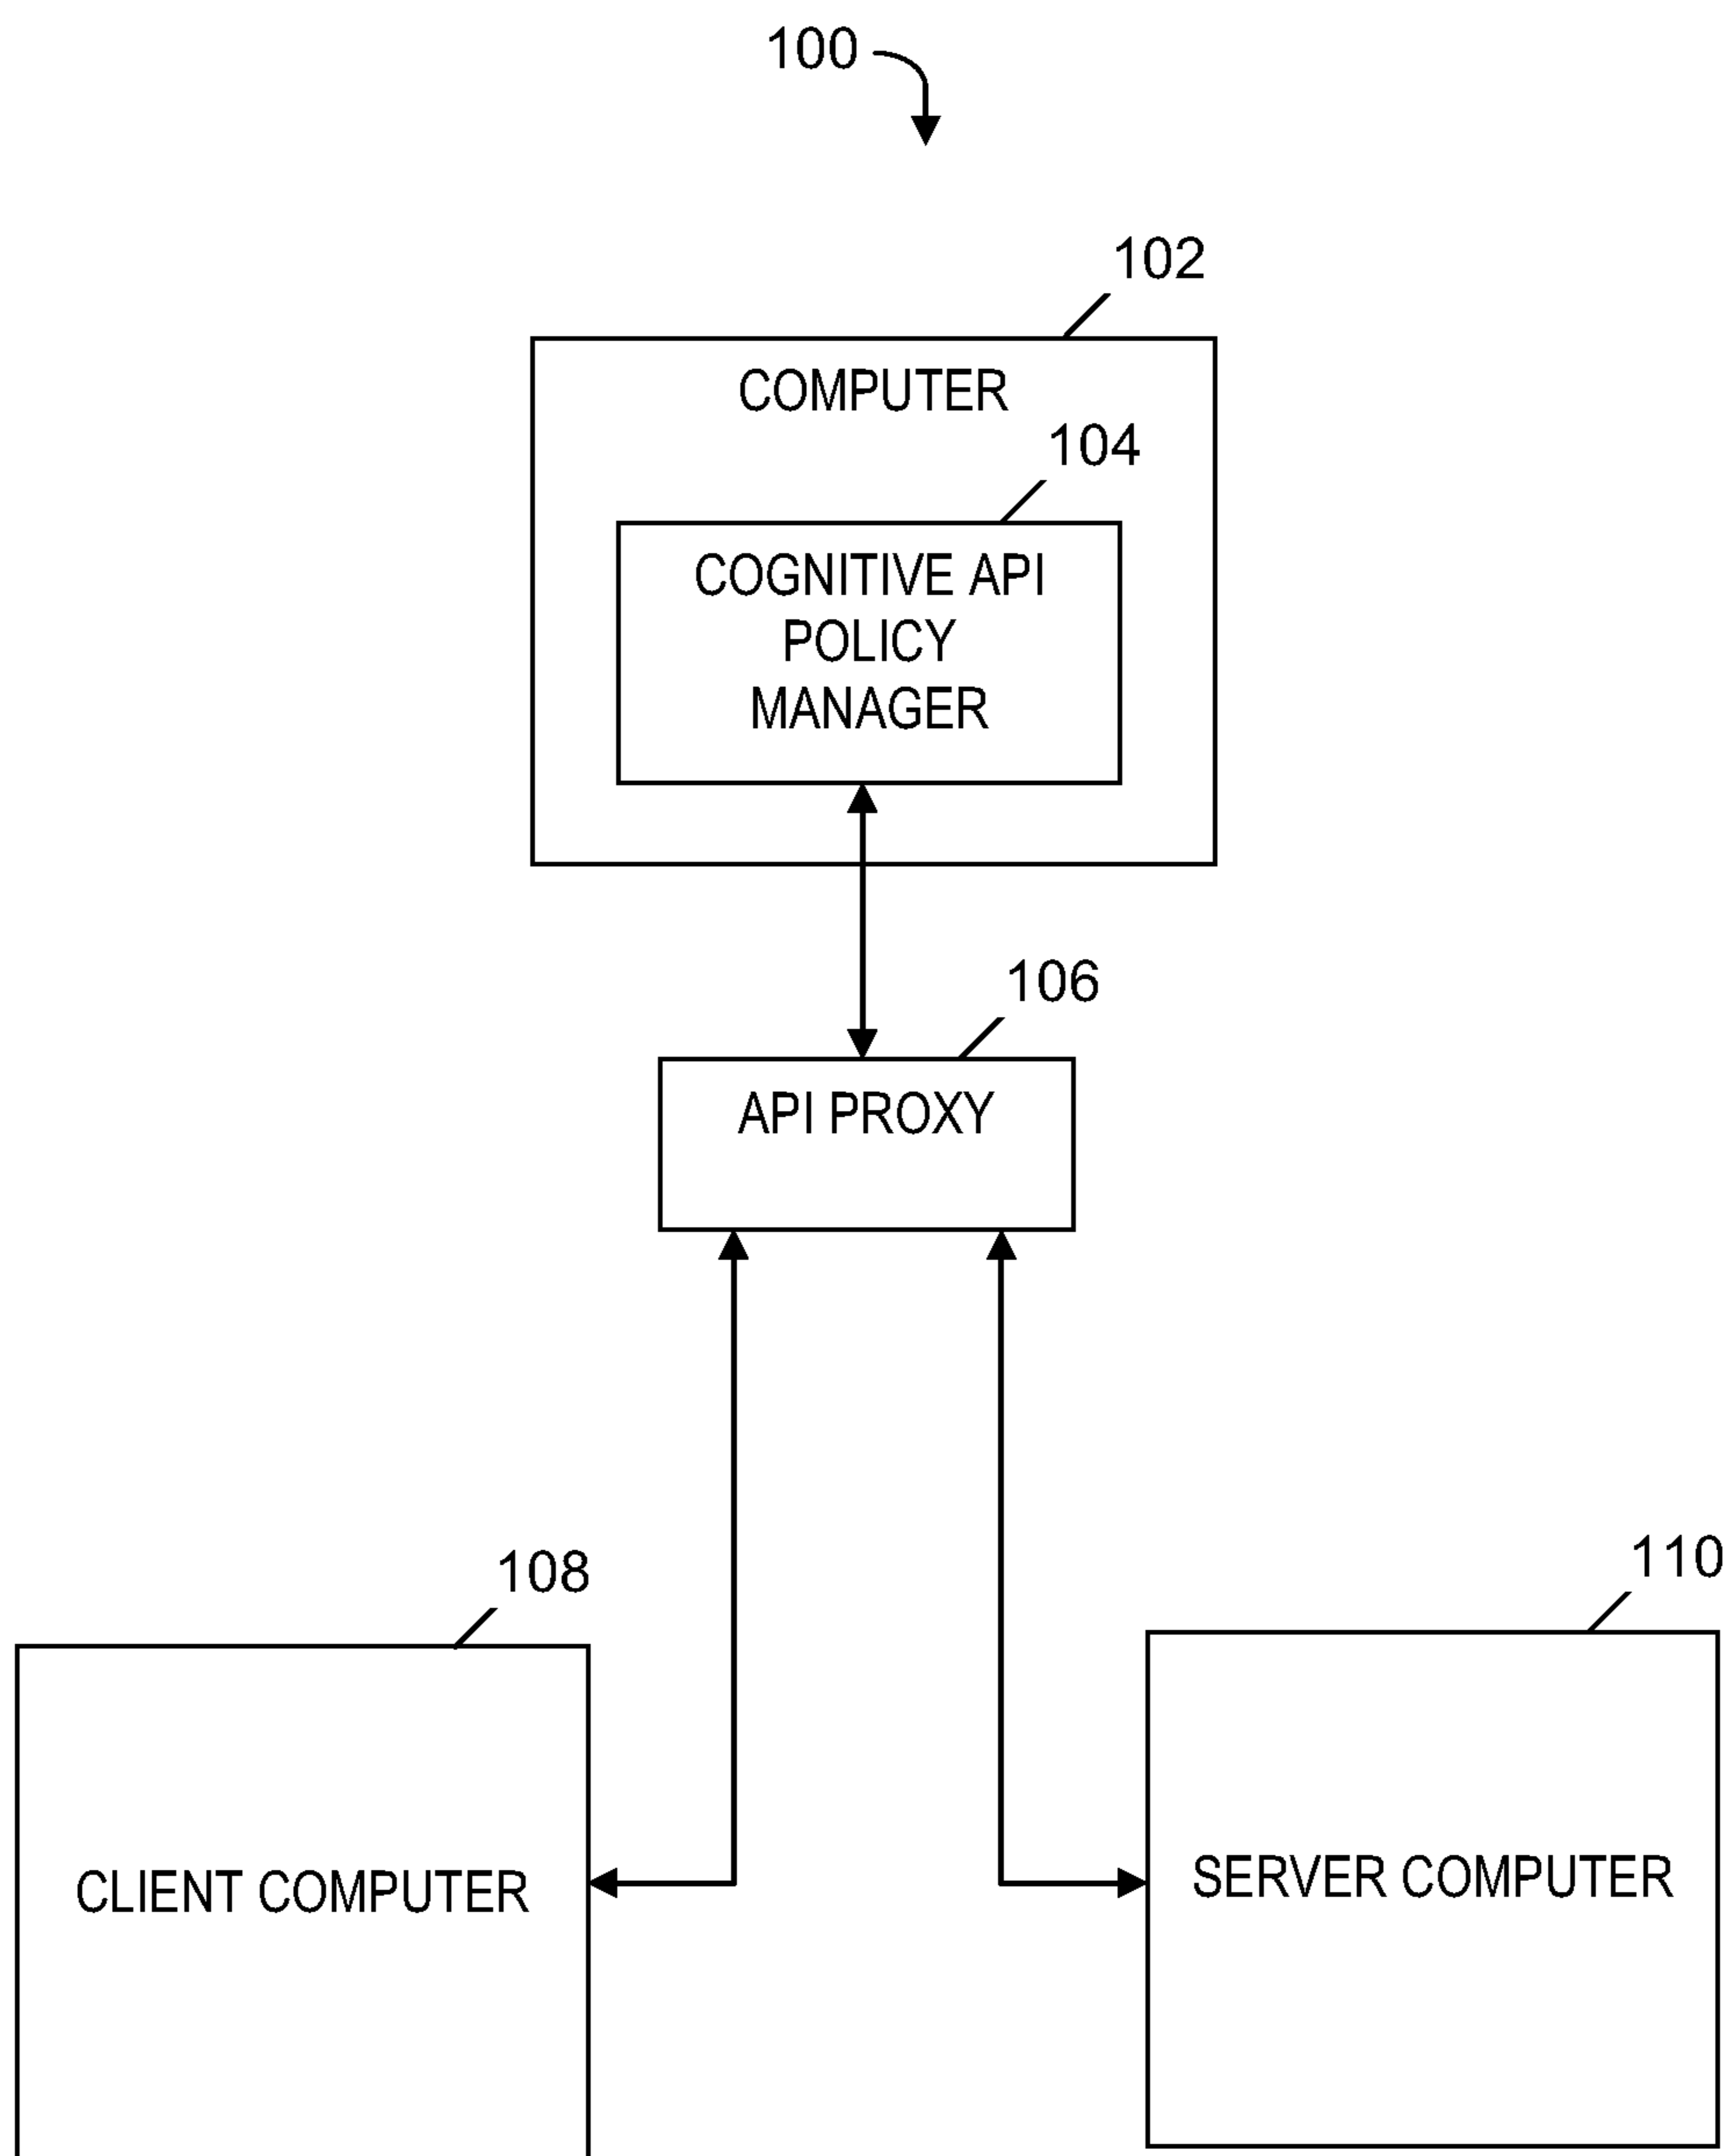 100
102
COMPUTER
104
COGNITIVE API
POLICY
MANAGER
106
API PROXY
108
110
CLIENT COMPUTER
SERVER COMPUTER